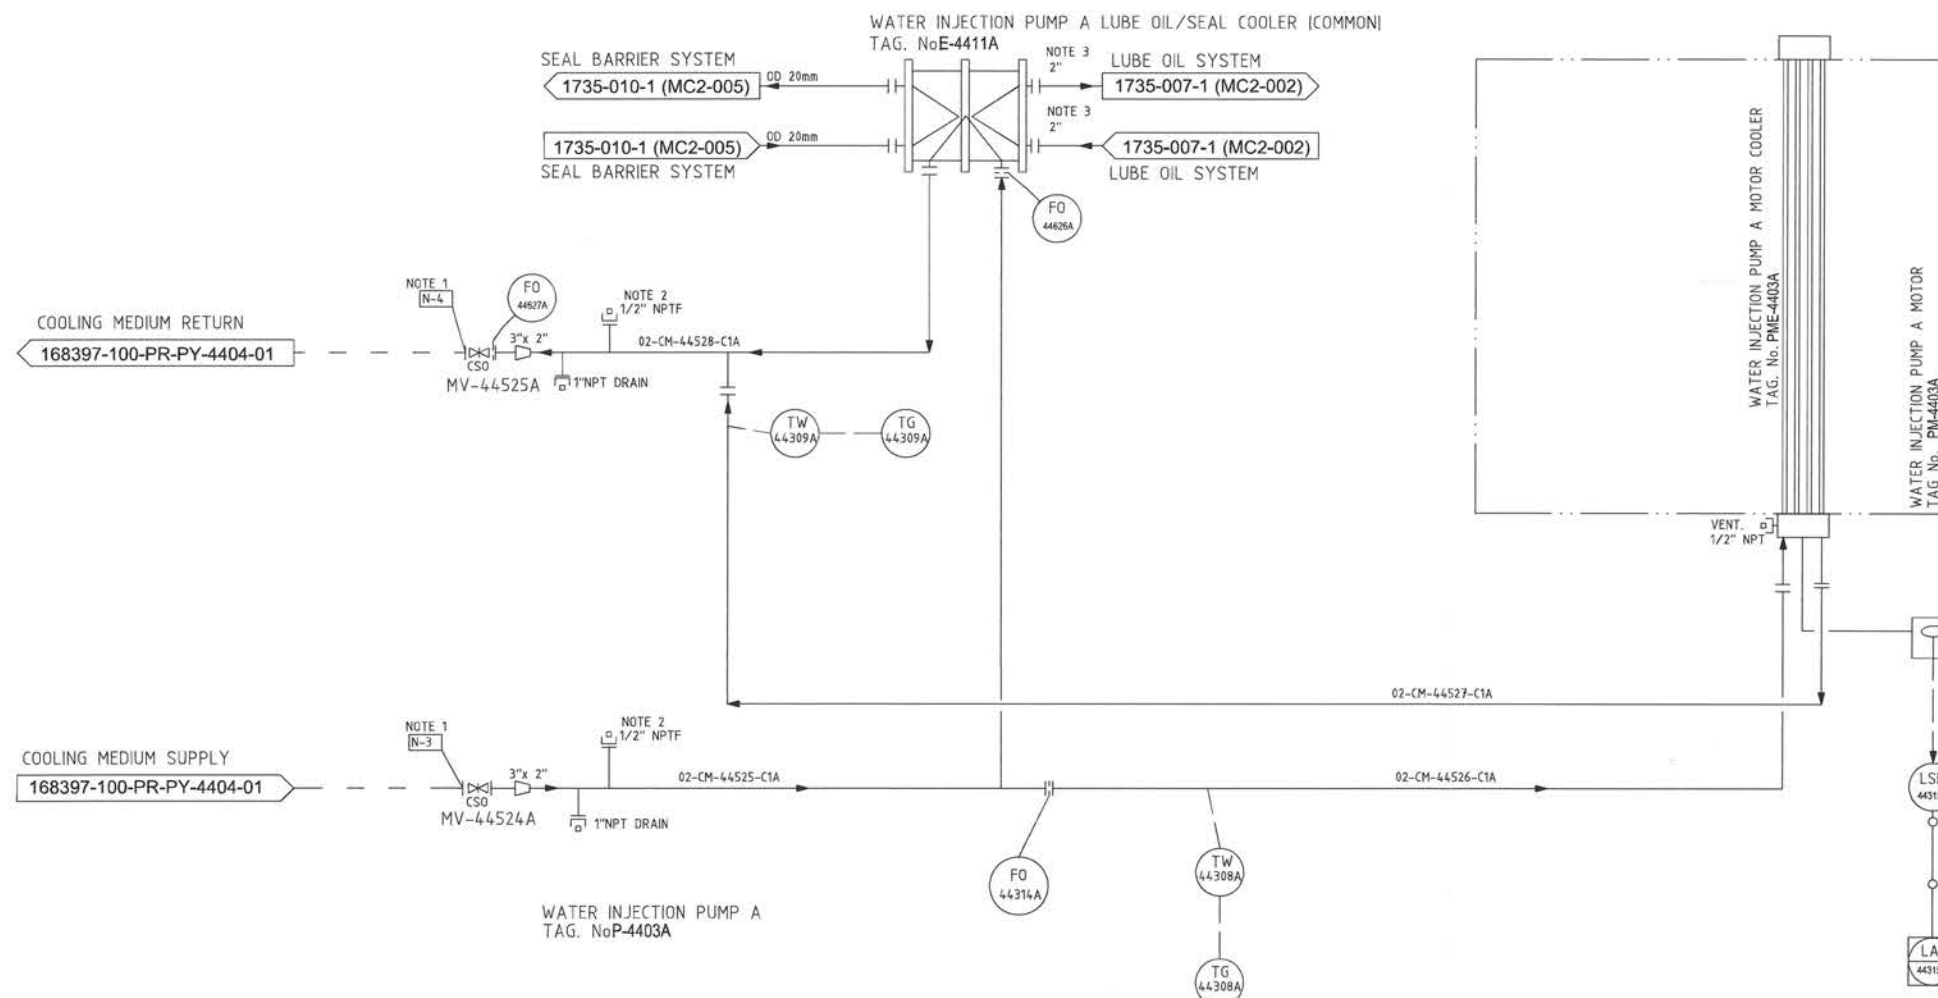 WATER INJECTION PUMP A LUBE OIL/SEAL COOLER (COMMON)
TAG. NoE-4411A
SEAL BARRIER SYSTEM
1735-010-1 (MC2-005)
OD 20mm
NOTE 3
2"
LUBE OIL SYSTEM
1735-007-1 (MC2-002)
1735-010-1 (MC2-005)
SEAL BARRIER SYSTEM
OD 20mm
NOTE 3
2"
1735-007-1 (MC2-002)
LUBE OIL SYSTEM
FO
44626A
WATER INJECTION PUMP A MOTOR COOLER
TAG. No. PME-4403A
WATER INJECTION PUMP A MOTOR
TAG No. PM-4403A
VENT.
1/2" NPT
COOLING MEDIUM RETURN
168397-100-PR-PY-4404-01
NOTE 1
N-4
FO
44627A
CSO
MV-44525A
3"x 2"
NOTE 2
1/2" NPTF
1"NPT DRAIN
02-CM-44528-C1A
TW
44309A
TG
44309A
02-CM-44527-C1A
COOLING MEDIUM SUPPLY
168397-100-PR-PY-4404-01
NOTE 1
N-3
CSO
MV-44524A
3"x 2"
NOTE 2
1/2" NPTF
1"NPT DRAIN
02-CM-44525-C1A
02-CM-44526-C1A
FO
44314A
TW
44308A
TG
44308A
WATER INJECTION PUMP A
TAG. NoP-4403A